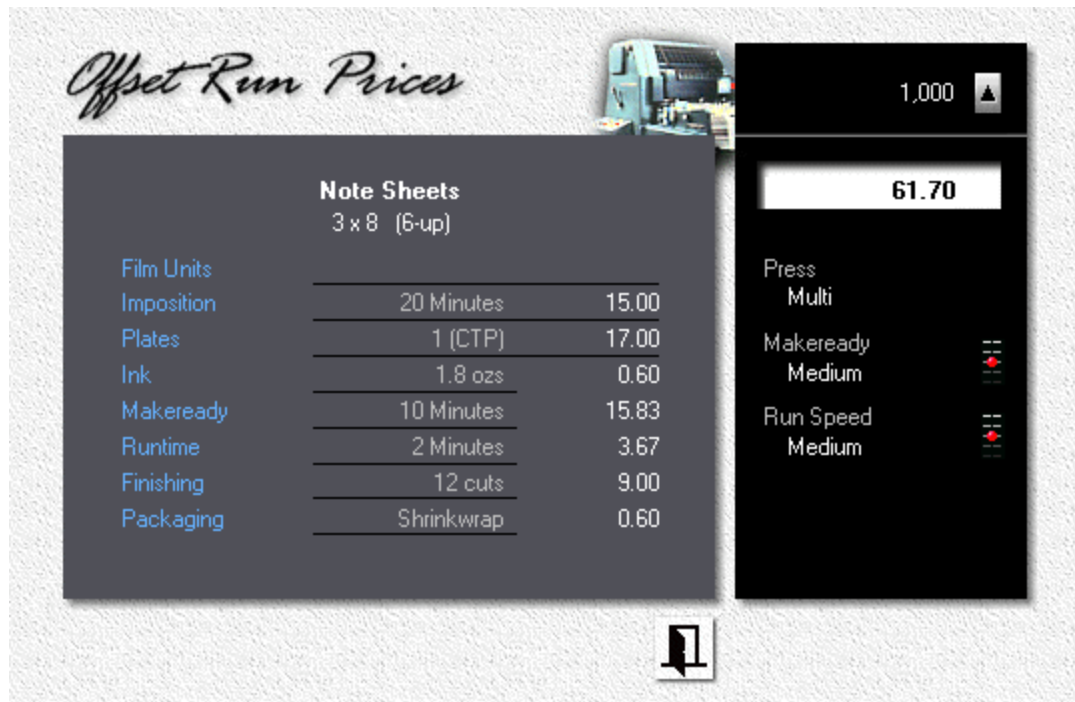 Offset Run Prices
1,000
61.70
Note Sheets
3 x 8 (6-up)
Film Units
Imposition 20 Minutes 15.00
Plates 1 (CTP) 17.00
Ink 1.8 ozs 0.60
Makeready 10 Minutes 15.83
Runtime 2 Minutes 3.67
Finishing 12 cuts 9.00
Packaging Shrinkwrap 0.60
Press
Multi
Makeready
Medium
Run Speed
Medium